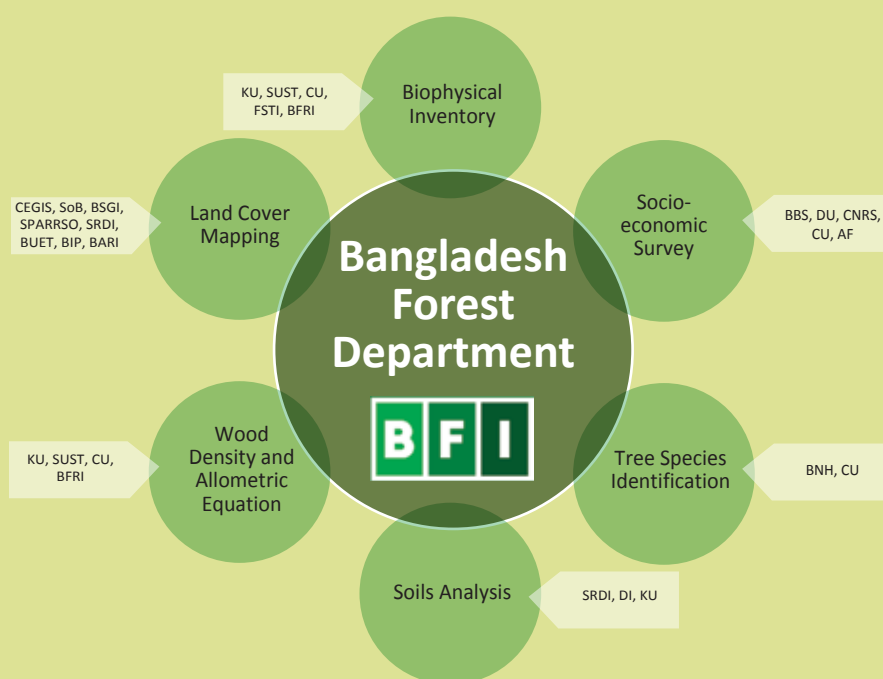 Biophysical
Inventory
KU, SUST, CU,
FSTI, BFRI
Land Cover
Mapping
CEGIS, SoB, BSGI,
SPARRSO, SRDI,
BUET, BIP, BARI
Socio-
economic
Survey
BBS, DU, CNRS,
CU, AF
Bangladesh
Forest
Department
BFI
Wood
Density and
Allometric
Equation
KU, SUST, CU,
BFRI
Tree Species
Identification
BNH, CU
Soils Analysis
SRDI, DI, KU